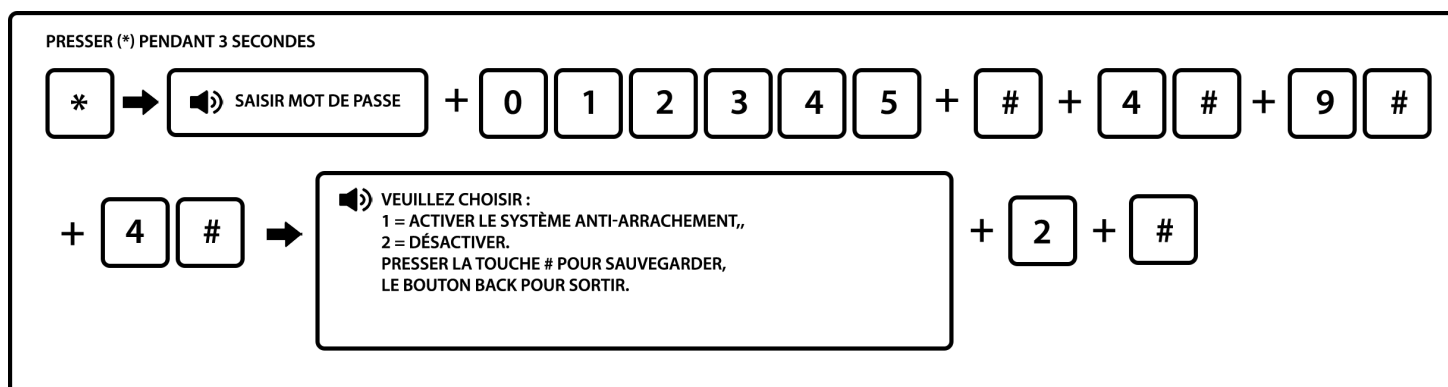 PRESSER (*) PENDANT 3 SECONDES
* SAISIR MOT DE PASSE + 0 1 2 3 4 5 + # + 4 # + 9 #
+ 4 # VEUILLEZ CHOISIR :
1 = ACTIVER LE SYSTÈME ANTI-ARRACHEMENT,,
2 = DÉSACTIVER.
PRESSER LA TOUCHE # POUR SAUVEGARDER,
LE BOUTON BACK POUR SORTIR.
+ 2 + #